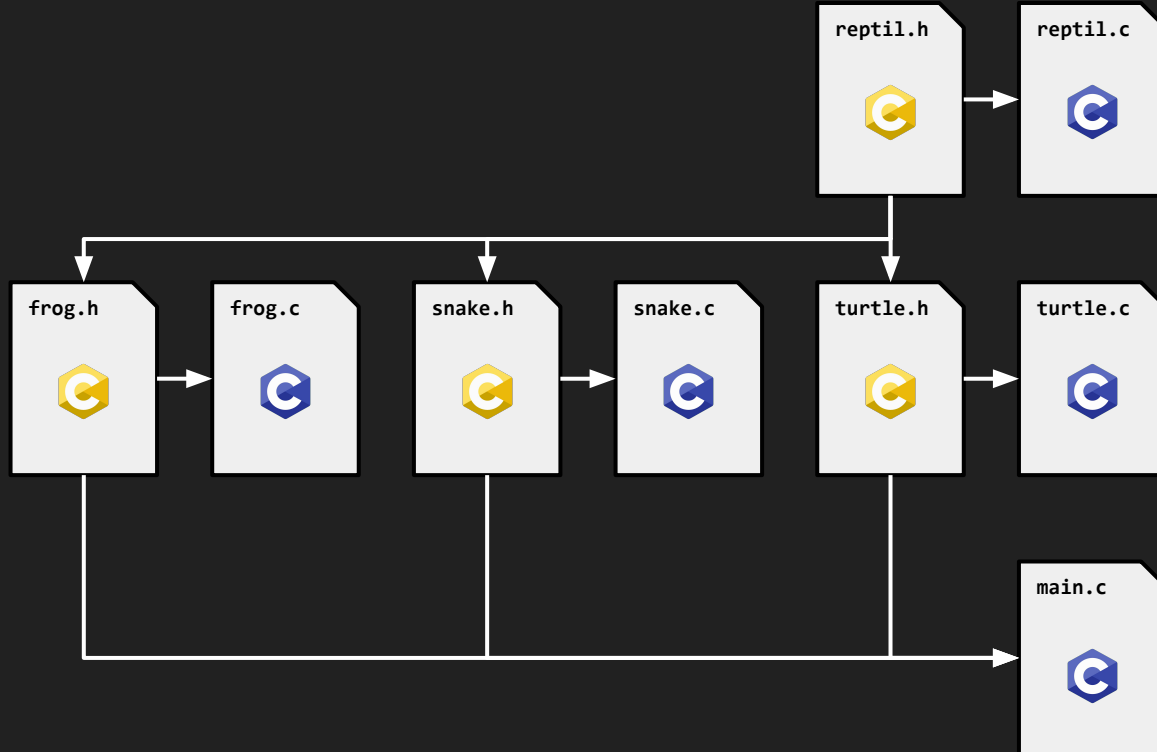 reptil.h
reptil.c
frog.h
frog.c
snake.h
snake.c
turtle.h
turtle.c
main.c